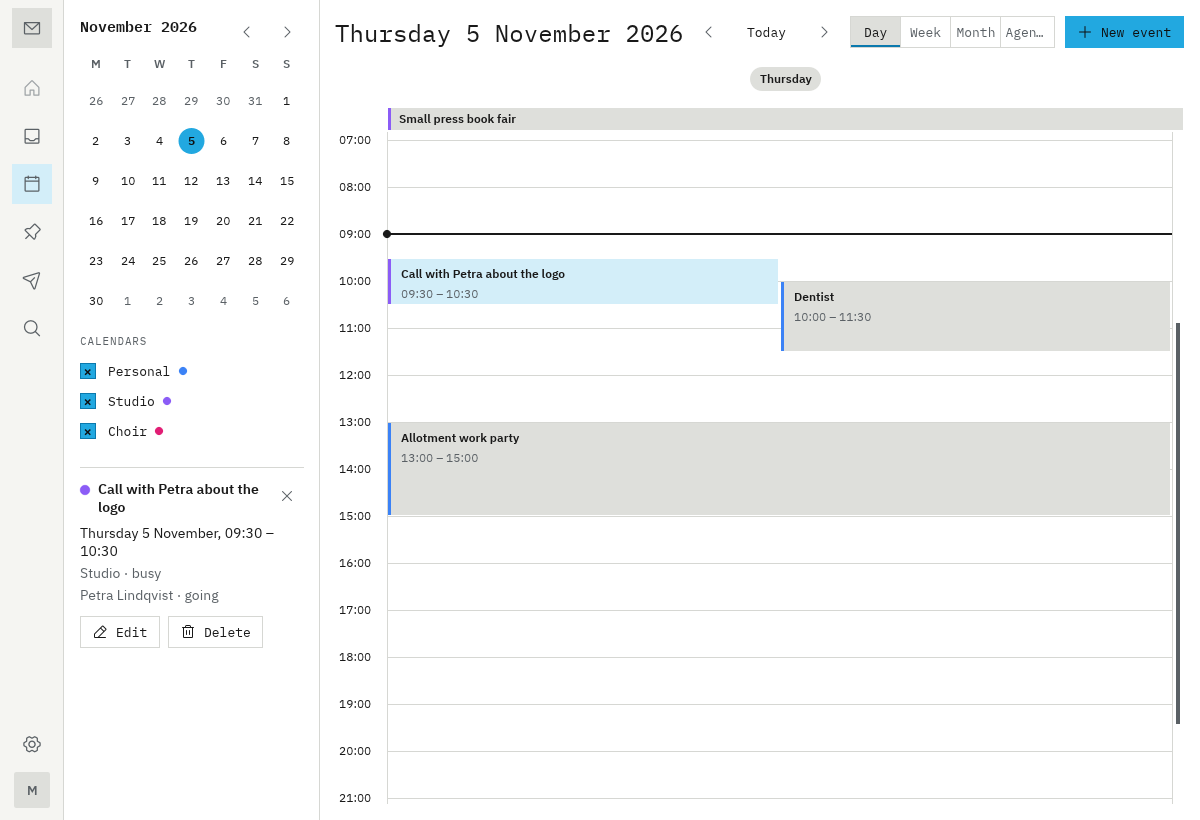 November 2026
M T W T F S S
26 27 28 29 30 31 1
2 3 4 5 6 7 8
9 10 11 12 13 14 15
16 17 18 19 20 21 22
23 24 25 26 27 28 29
30 1 2 3 4 5 6
CALENDARS
Personal
Studio
Choir
Call with Petra about the
logo
Thursday 5 November, 09:30 –
10:30
Studio · busy
Petra Lindqvist · going
Edit Delete
M
Thursday 5 November 2026
Today
Day Week Month Agen…
New event
Thursday
Small press book fair
07:00
08:00
09:00
10:00
11:00
12:00
13:00
14:00
15:00
16:00
17:00
18:00
19:00
20:00
21:00
Call with Petra about the logo
09:30 – 10:30
Dentist
10:00 – 11:30
Allotment work party
13:00 – 15:00